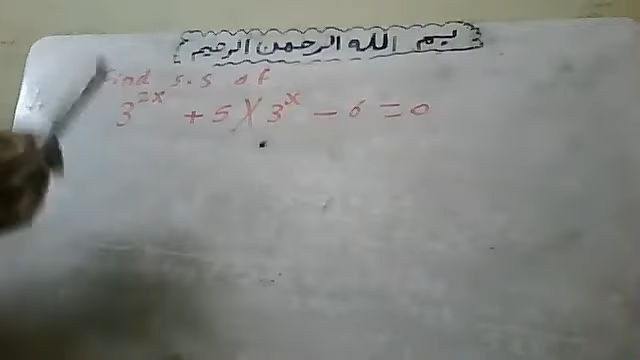 بسم الله الرحمن الرحيم
Find s.s of
3^2x + 5 X 3^x - 6 = 0